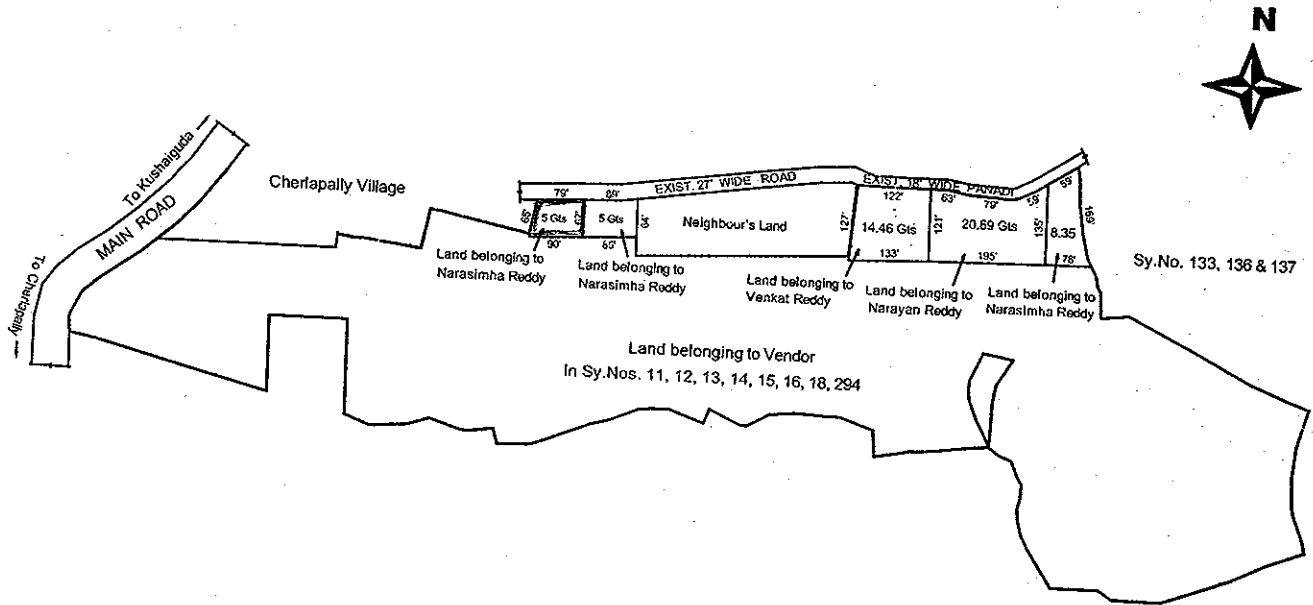 N
To Kushaiguda
MAIN ROAD
To Cherlapally
Cherlapally Village
EXIST. 27' WIDE ROAD
EXIST. 18' WIDE PANADI
79'
89'
122'
63'
79'
59'
59'
5 Gts
5 Gts
Neighbour's Land
127'
14.46 Gts
121'
20.69 Gts
135'
8.35
169'
90'
65'
133'
195'
78'
Land belonging to
Narasimha Reddy
Land belonging to
Narasimha Reddy
Land belonging to
Venkat Reddy
Land belonging to
Narayan Reddy
Land belonging to
Narasimha Reddy
Sy.No. 133, 136 & 137
Land belonging to Vendor
In Sy.Nos. 11, 12, 13, 14, 15, 16, 18, 294